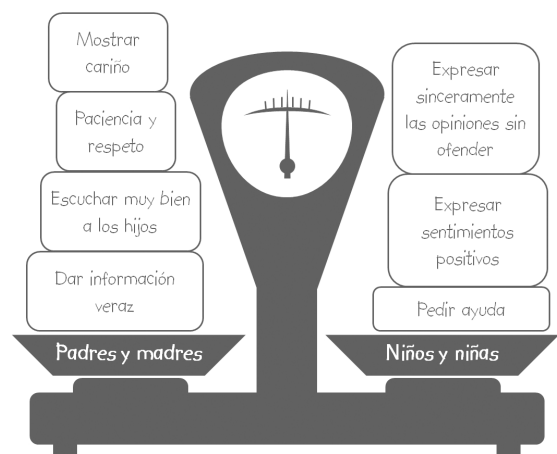 Mostrar
cariño
Paciencia y
respeto
Escuchar muy bien
a los hijos
Dar información
veraz
Padres y madres
Expresar
sinceramente
las opiniones sin
ofender
Expresar
sentimientos
positivos
Pedir ayuda
Niños y niñas